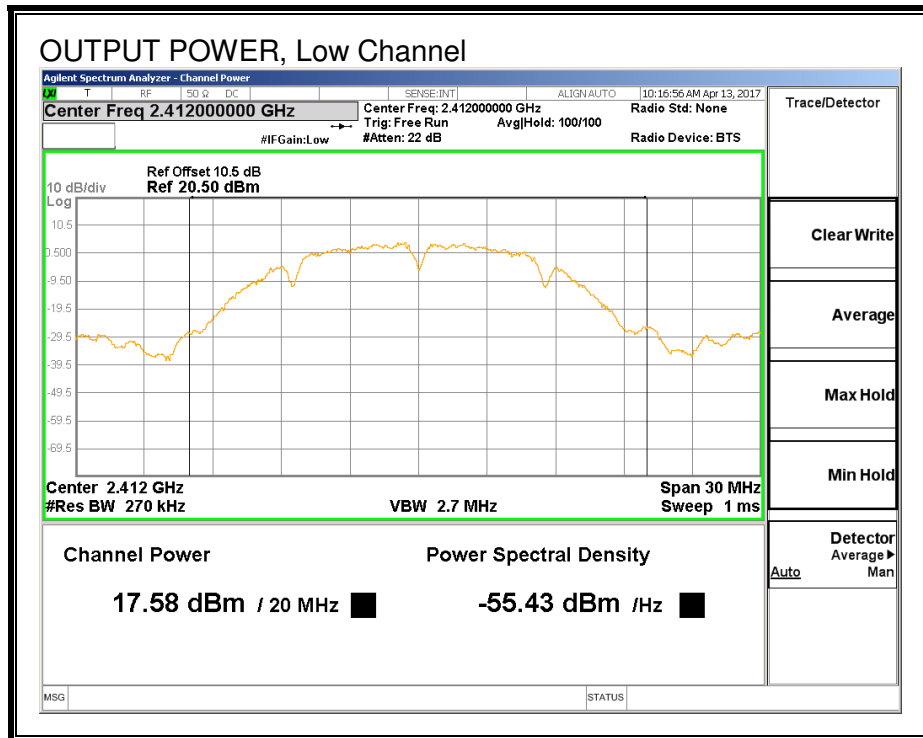 OUTPUT POWER, Low Channel
Agilent Spectrum Analyzer - Channel Power
LXI T RF 50 Ω DC SENSE:INT ALIGN AUTO 10:16:56 AM Apr 13, 2017
Center Freq 2.412000000 GHz
Center Freq: 2.412000000 GHz
Radio Std: None
Trig: Free Run Avg|Hold: 100/100
#IFGain:Low #Atten: 22 dB Radio Device: BTS
Trace/Detector
Ref Offset 10.5 dB
10 dB/div Ref 20.50 dBm
Log
10.5
0.500
-9.50
-19.5
-29.5
-39.5
-49.5
-59.5
-69.5
Center 2.412 GHz Span 30 MHz
#Res BW 270 kHz VBW 2.7 MHz Sweep 1 ms
Channel Power Power Spectral Density
17.58 dBm / 20 MHz -55.43 dBm /Hz
Clear Write
Average
Max Hold
Min Hold
Detector
Average▶
Auto Man
MSG STATUS